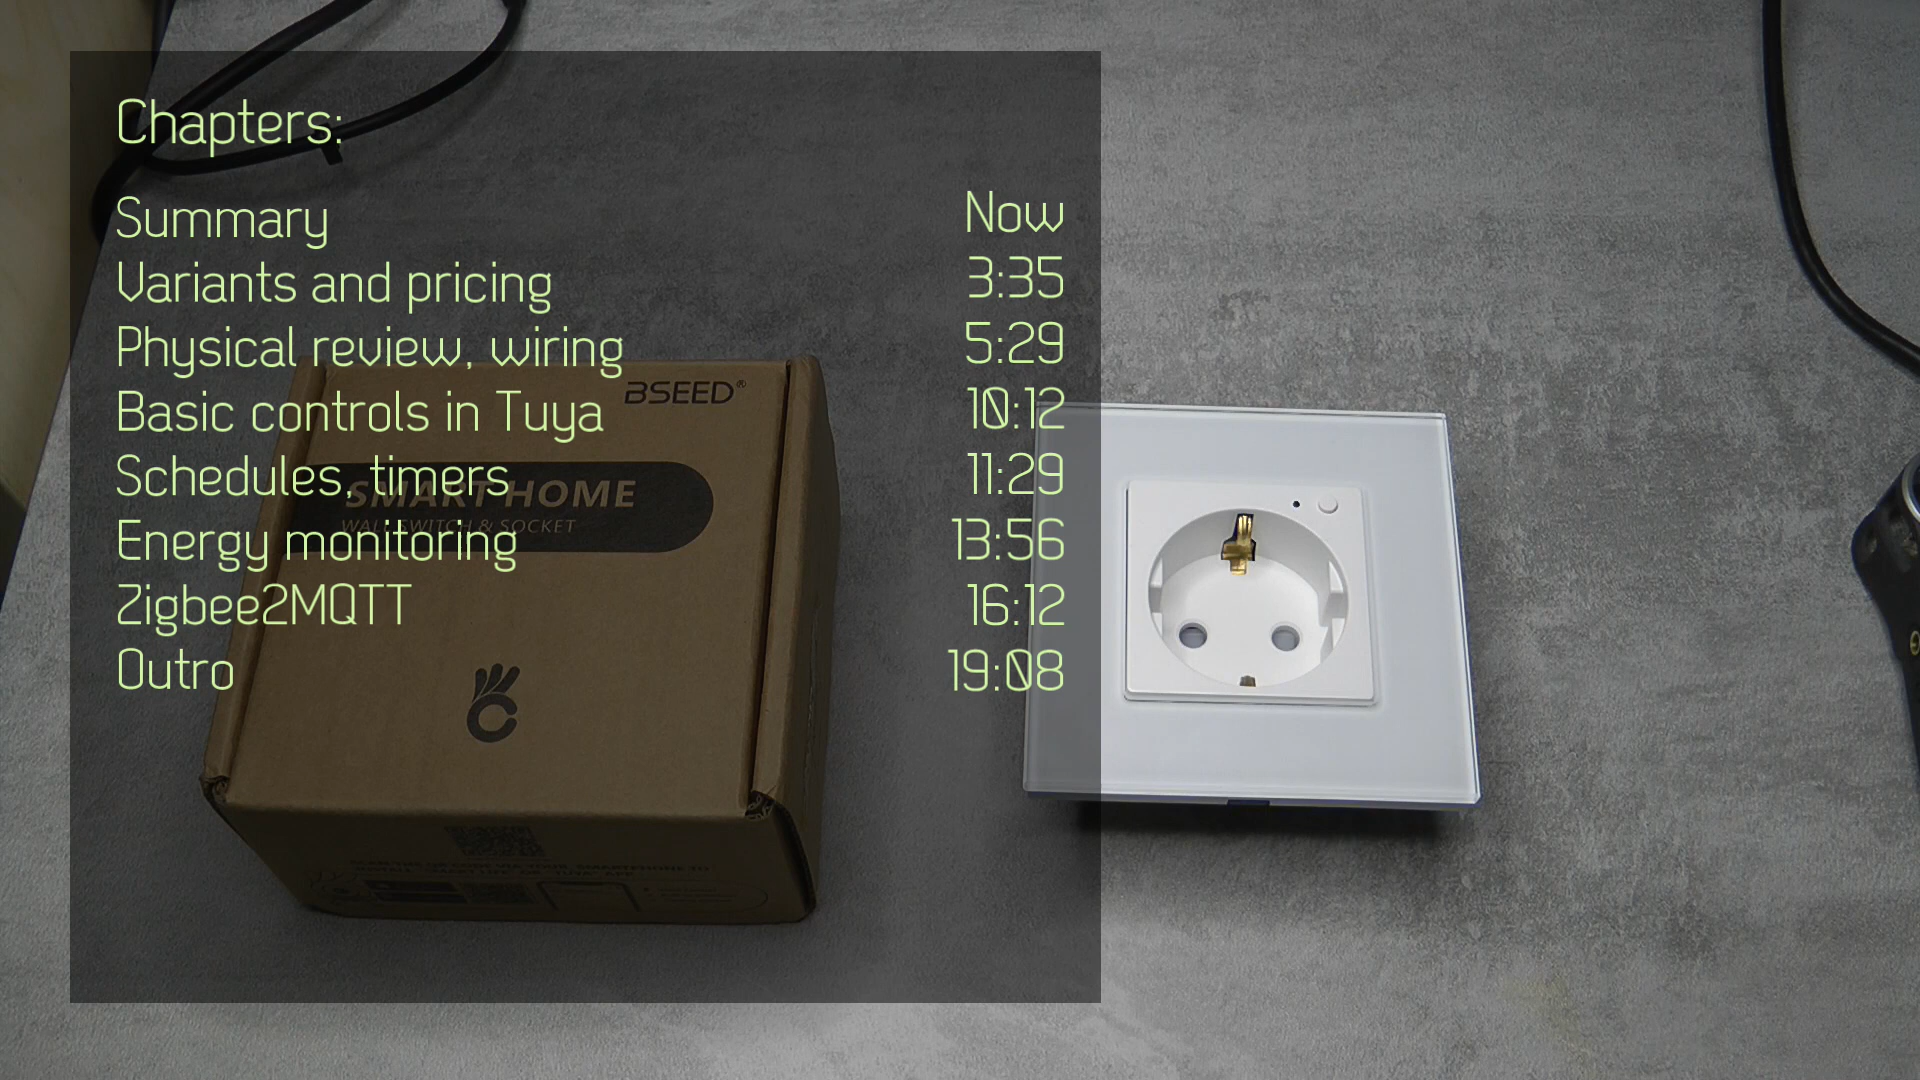 Chapters:
Summary Now
Variants and pricing 3:35
Physical review, wiring 5:29
BSEED®
Basic controls in Tuya 10:12
Schedules, timers 11:29
SMART HOME
WALL SWITCH & SOCKET
Energy monitoring 13:56
Zigbee2MQTT 16:12
Outro 19:08